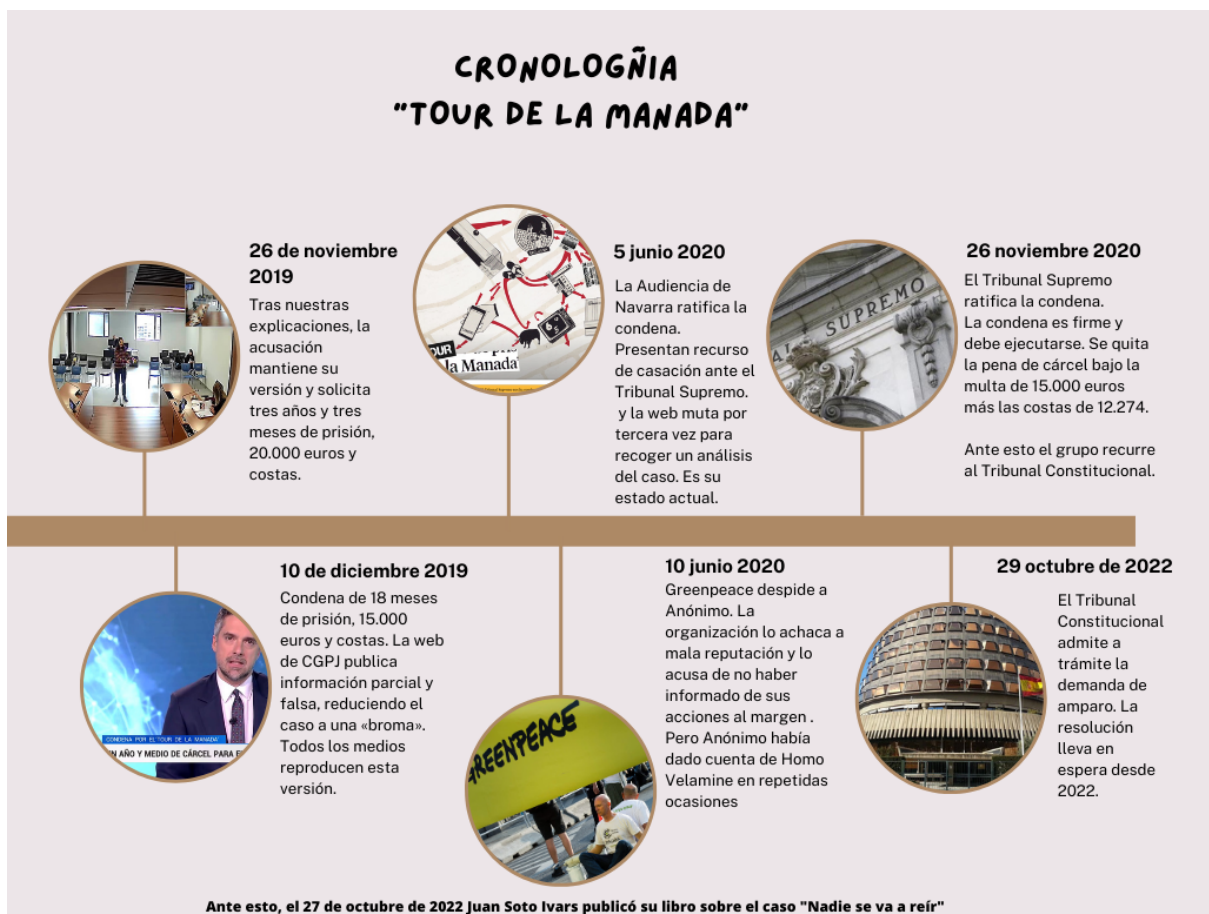 CRONOLOGÑIA
"TOUR DE LA MANADA"
26 de noviembre
2019
Tras nuestras
explicaciones, la
acusación
mantiene su
versión y solicita
tres años y tres
meses de prisión,
20.000 euros y
costas.
OUR
la Manada"
5 junio 2020
La Audiencia de
Navarra ratifica la
condena.
Presentan recurso
de casación ante el
Tribunal Supremo.
y la web muta por
tercera vez para
recoger un análisis
del caso. Es su
estado actual.
AL SUPREMO
26 noviembre 2020
El Tribunal Supremo
ratifica la condena.
La condena es firme y
debe ejecutarse. Se quita
la pena de cárcel bajo la
multa de 15.000 euros
más las costas de 12.274.
Ante esto el grupo recurre
al Tribunal Constitucional.
CONDENA POR EL 'TOUR DE LA MANADA'
N AÑO Y MEDIO DE CÁRCEL PARA E
10 de diciembre 2019
Condena de 18 meses
de prisión, 15.000
euros y costas. La web
de CGPJ publica
información parcial y
falsa, reduciendo el
caso a una «broma».
Todos los medios
reproducen esta
versión.
GREENPEACE
10 junio 2020
Greenpeace despide a
Anónimo. La
organización lo achaca a
mala reputación y lo
acusa de no haber
informado de sus
acciones al margen .
Pero Anónimo había
dado cuenta de Homo
Velamine en repetidas
ocasiones
29 octubre de 2022
El Tribunal
Constitucional
admite a
trámite la
demanda de
amparo. La
resolución
lleva en
espera desde
2022.
Ante esto, el 27 de octubre de 2022 Juan Soto Ivars publicó su libro sobre el caso "Nadie se va a reír"